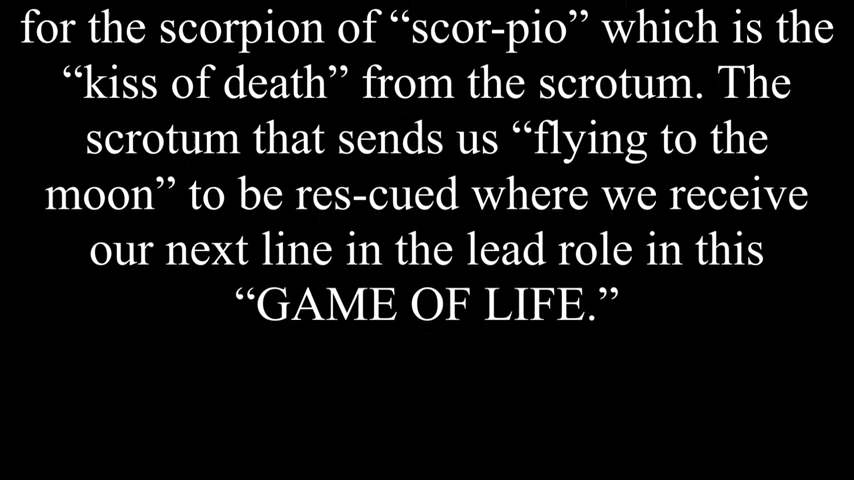 for the scorpion of “scor-pio” which is the
“kiss of death” from the scrotum. The
scrotum that sends us “flying to the
moon” to be res-cued where we receive
our next line in the lead role in this
“GAME OF LIFE.”